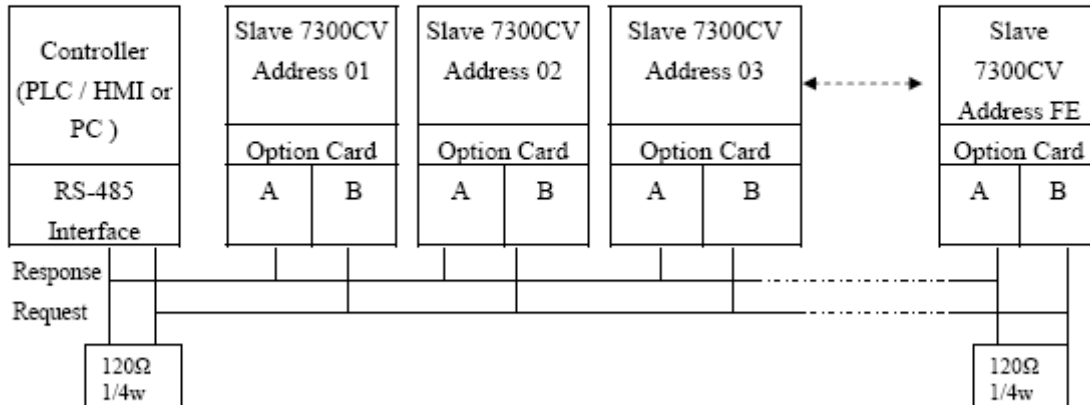 Controller
(PLC / HMI or
PC )
RS-485
Interface
Slave 7300CV
Address 01
Option Card
A B
Slave 7300CV
Address 02
Option Card
A B
Slave 7300CV
Address 03
Option Card
A B
Slave
7300CV
Address FE
Option Card
A B
Response
Request
120Ω
1/4w
120Ω
1/4w